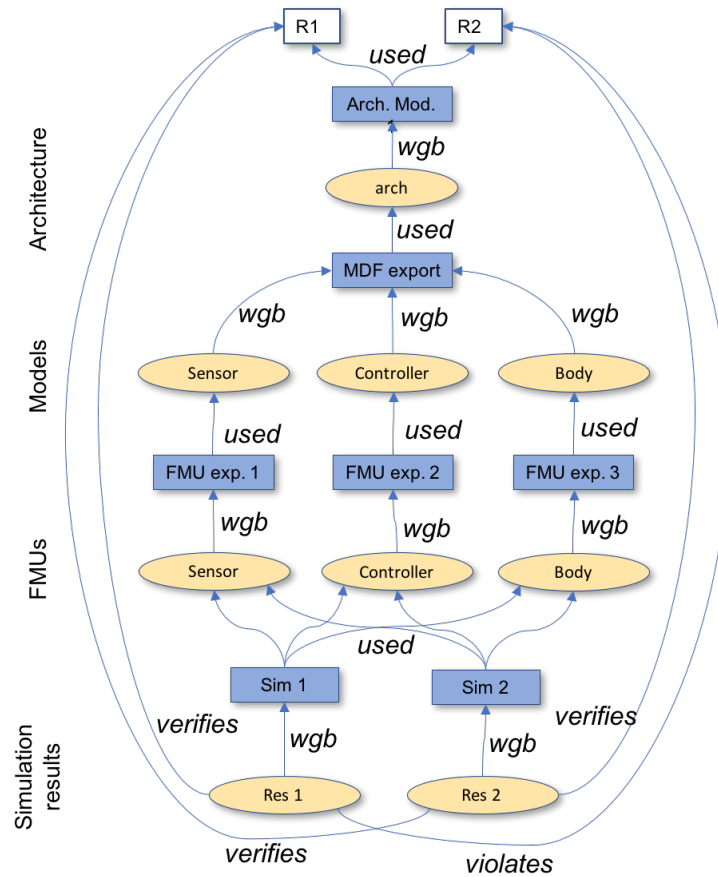 R1
R2
used
Arch. Mod.
wgb
Architecture
arch
used
MDF export
wgb
wgb
wgb
Models
Sensor
Controller
Body
used
used
used
FMU exp. 1
FMU exp. 2
FMU exp. 3
wgb
wgb
wgb
FMUs
Sensor
Controller
Body
used
Sim 1
Sim 2
verifies
wgb
wgb
verifies
Simulation
results
Res 1
Res 2
verifies
violates